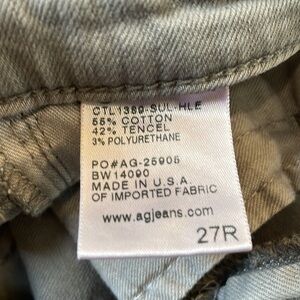 CTL1389-SUL-HLE
55% COTTON
42% TENCEL
3% POLYURETHANE
PO#AG-25905
BW14090
MADE IN U.S.A.
OF IMPORTED FABRIC
www.agjeans.com
27R